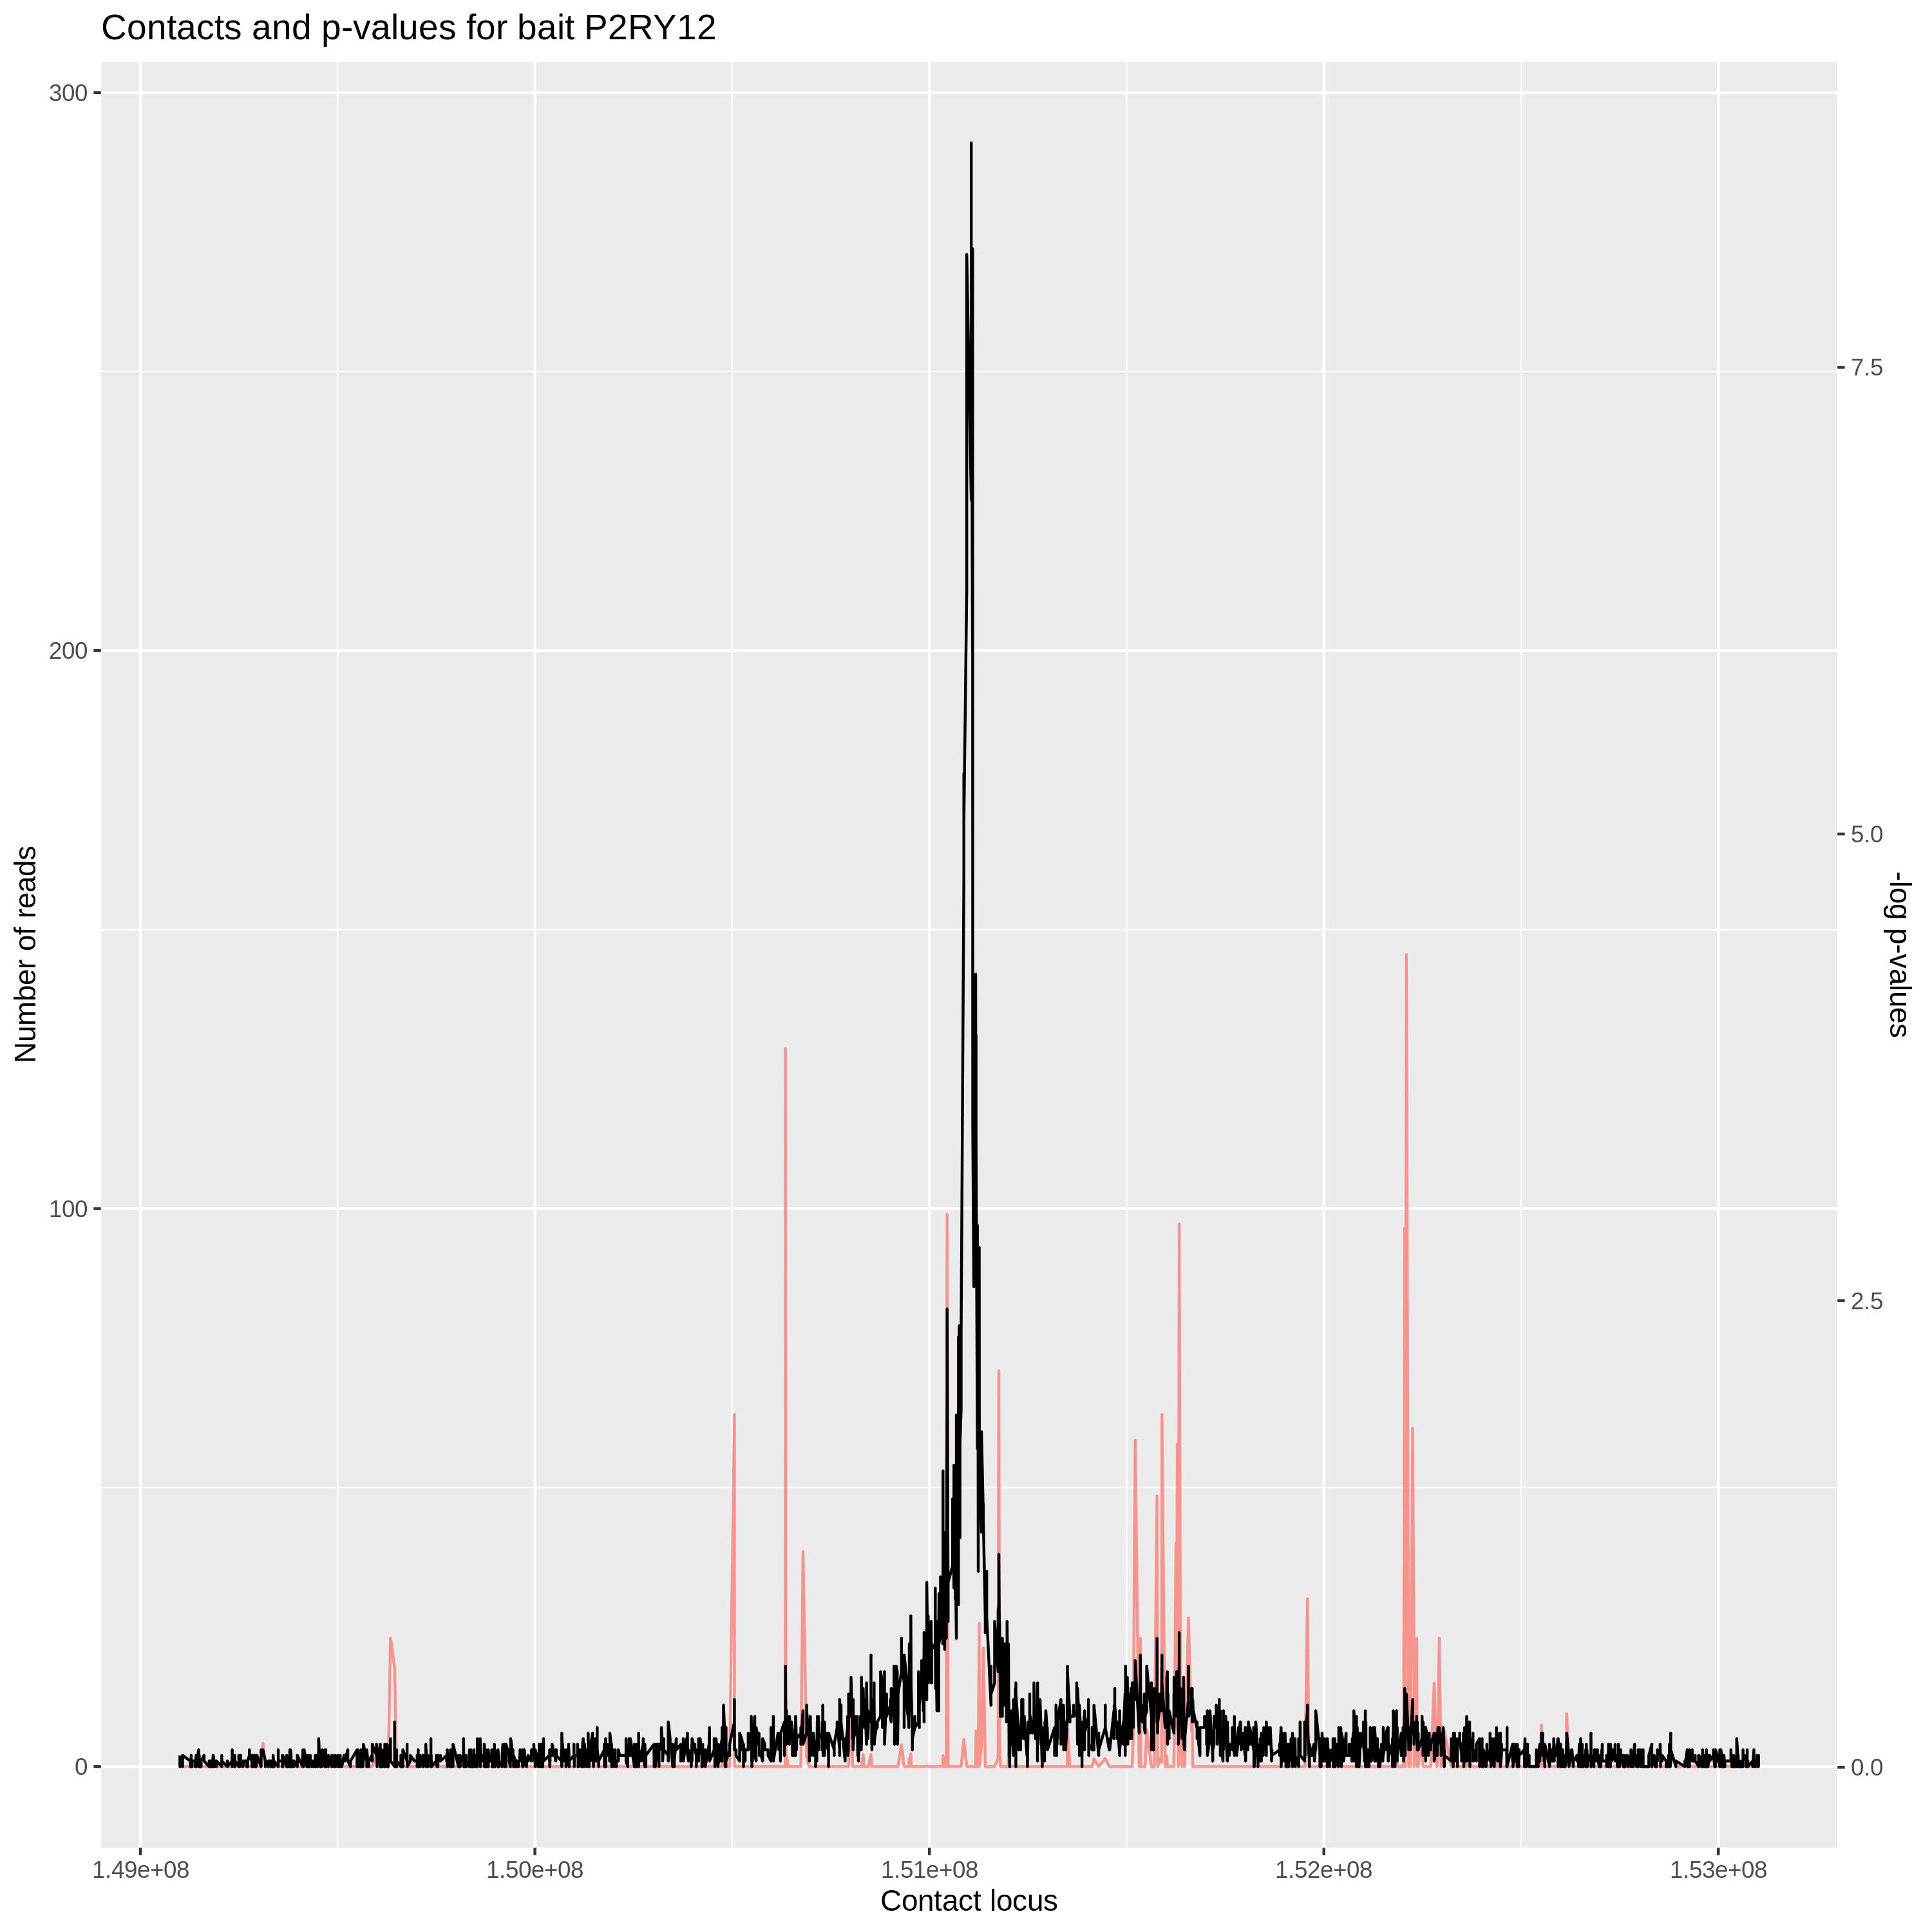 Contacts and p-values for bait P2RY12
300
200
100
0
Number of reads
7.5
5.0
2.5
0.0
-log p-values
1.49e+08 1.50e+08 1.51e+08 1.52e+08 1.53e+08
Contact locus